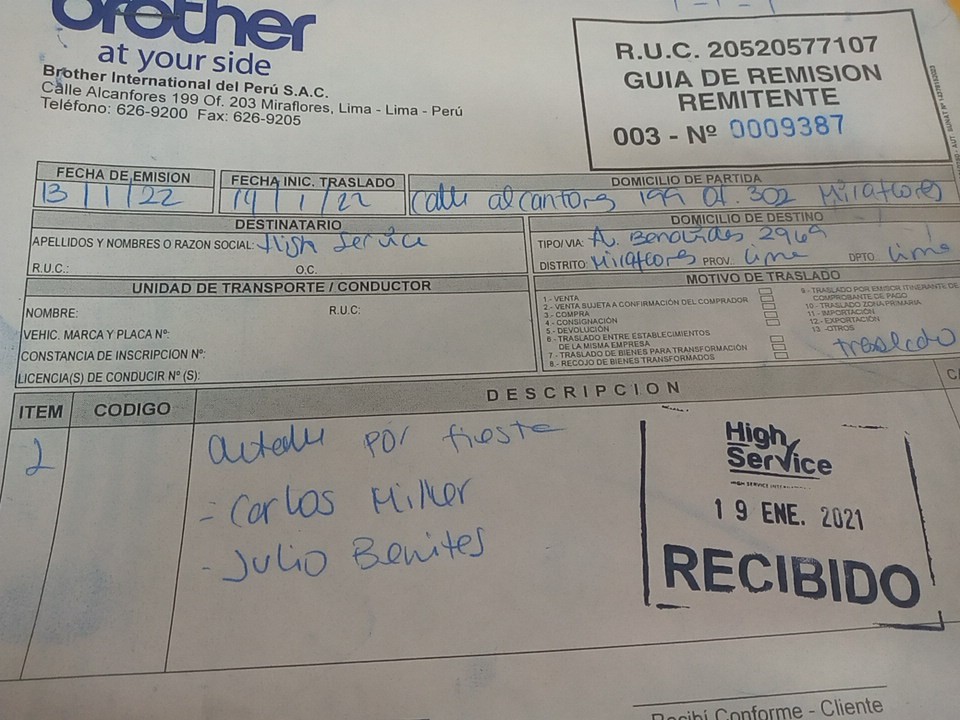 brother
at your side
Brother International del Perú S.A.C.
Calle Alcanfores 199 Of. 203 Miraflores, Lima - Lima - Perú
Teléfono: 626-9200 Fax: 626-9205
R.U.C. 20520577107
GUIA DE REMISION
REMITENTE
003 - Nº 0009387
FECHA DE EMISION
13/1/22
FECHA INIC. TRASLADO
19/1/22
DOMICILIO DE PARTIDA
Calle alcanfores 199 Of. 302 Miraflores
DESTINATARIO
APELLIDOS Y NOMBRES O RAZON SOCIAL: High Service
R.U.C.: O.C.
DOMICILIO DE DESTINO
TIPO/VIA: A. Benavides 2969
DISTRITO: Miraflores PROV. Lima DPTO. Lima
UNIDAD DE TRANSPORTE / CONDUCTOR
NOMBRE: R.U.C:
VEHIC. MARCA Y PLACA Nº:
CONSTANCIA DE INSCRIPCION Nº:
LICENCIA(S) DE CONDUCIR Nº (S):
MOTIVO DE TRASLADO
1.- VENTA
2.- VENTA SUJETA A CONFIRMACIÓN DEL COMPRADOR
3.- COMPRA
4.- CONSIGNACIÓN
5.- DEVOLUCIÓN
6.- TRASLADO ENTRE ESTABLECIMIENTOS
DE LA MISMA EMPRESA
7.- TRASLADO DE BIENES PARA TRANSFORMACIÓN
8.- RECOJO DE BIENES TRANSFORMADOS
9.- TRASLADO POR EMISOR ITINERANTE DE
COMPROBANTE DE PAGO
10.- TRASLADO ZONA PRIMARIA
11.- IMPORTACIÓN
12.- EXPORTACIÓN
13.- OTROS
traslado
ITEM CODIGO DESCRIPCION
2 por fiesta
- Carlos Miller
- Julio Benites
High
Service
19 ENE. 2021
RECIBIDO
Recibí Conforme - Cliente